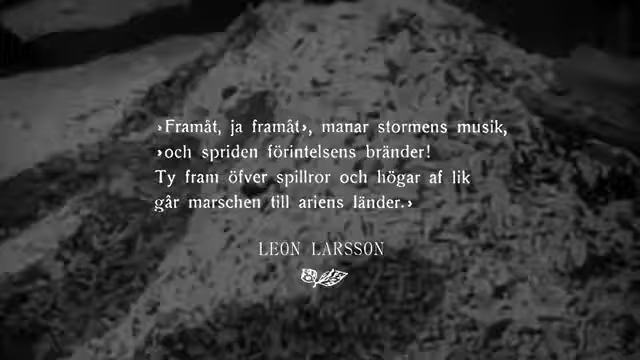 ›Framåt, ja framåt›, manar stormens musik,
›och spriden förintelsens bränder!
Ty fram öfver spillror och högar af lik
går marschen till ariens länder.›
LEON LARSSON